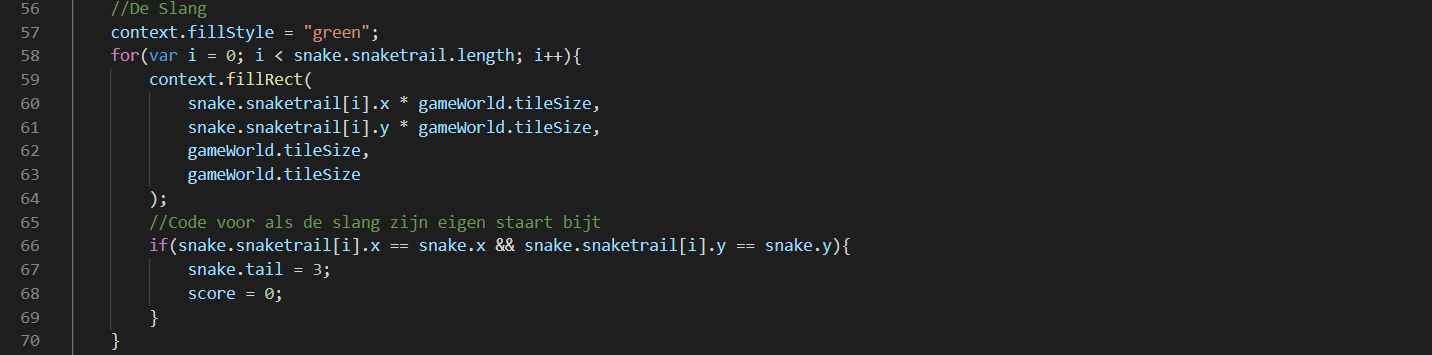 56 //De Slang
57 context.fillStyle = "green";
58 for(var i = 0; i < snake.snaketrail.length; i++){
59 context.fillRect(
60 snake.snaketrail[i].x * gameWorld.tileSize,
61 snake.snaketrail[i].y * gameWorld.tileSize,
62 gameWorld.tileSize,
63 gameWorld.tileSize
64 );
65 //Code voor als de slang zijn eigen staart bijt
66 if(snake.snaketrail[i].x == snake.x && snake.snaketrail[i].y == snake.y){
67 snake.tail = 3;
68 score = 0;
69 }
70 }